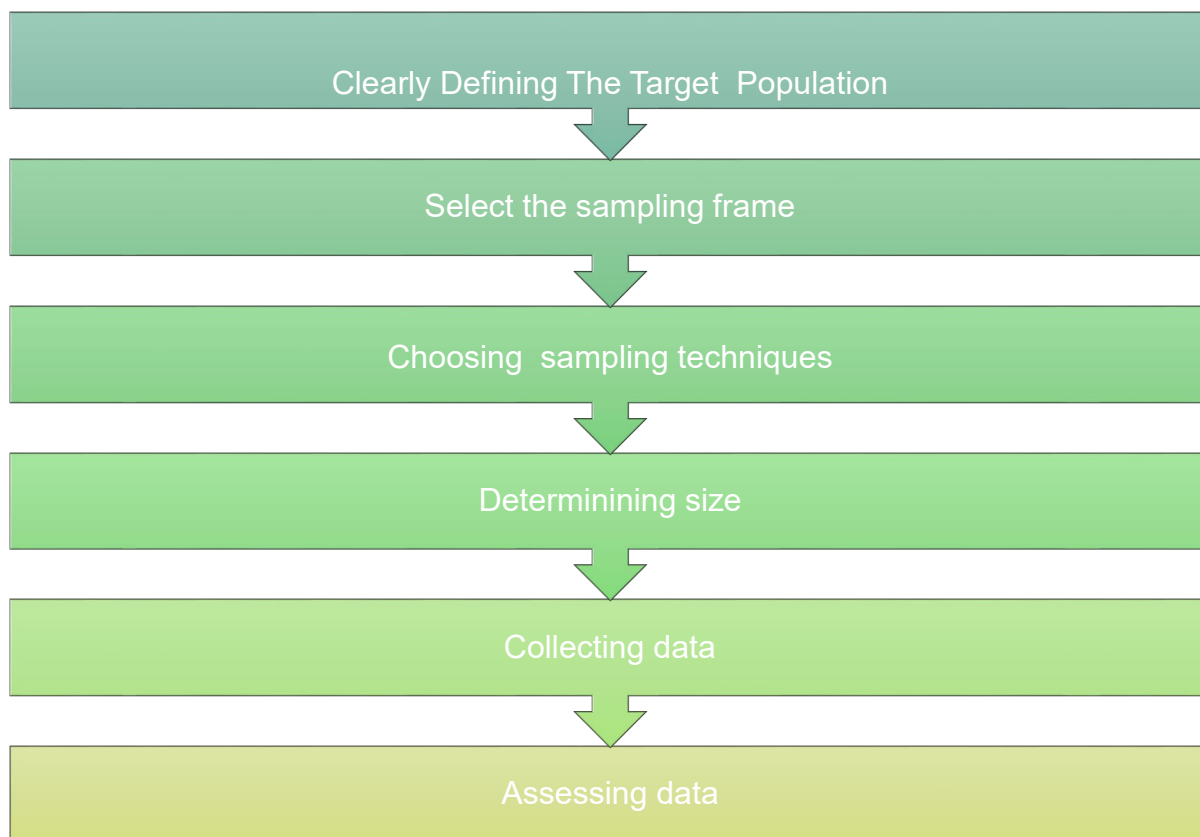 Clearly Defining The Target  Population
Select the sampling frame
Choosing  sampling techniques
Determinining size
Collecting data
Assessing data